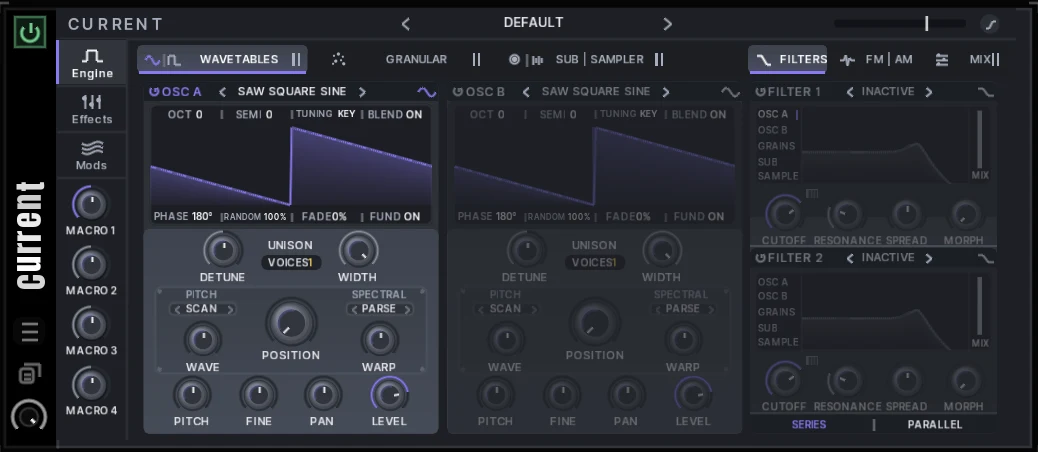 CURRENT
DEFAULT
Engine
Effects
Mods
MACRO 1
MACRO 2
MACRO 3
MACRO 4
current
WAVETABLES
GRANULAR
SUB | SAMPLER
FILTERS
FM | AM
MIX
OSC A
SAW SQUARE SINE
OCT 0 | SEMI 0 | TUNING KEY | BLEND ON
PHASE 180° | RANDOM 100% | FADE 0% | FUND ON
UNISON
VOICES 1
DETUNE
WIDTH
PITCH
SCAN
SPECTRAL
PARSE
POSITION
WAVE
WARP
PITCH
FINE
PAN
LEVEL
OSC B
SAW SQUARE SINE
OCT 0 | SEMI 0 | TUNING KEY | BLEND ON
PHASE 180° | RANDOM 100% | FADE 0% | FUND ON
UNISON
VOICES 1
DETUNE
WIDTH
PITCH
SCAN
SPECTRAL
PARSE
POSITION
WAVE
WARP
PITCH
FINE
PAN
LEVEL
FILTER 1
INACTIVE
OSC A
OSC B
GRAINS
SUB
SAMPLE
MIX
CUTOFF
RESONANCE
SPREAD
MORPH
FILTER 2
INACTIVE
OSC A
OSC B
GRAINS
SUB
SAMPLE
MIX
CUTOFF
RESONANCE
SPREAD
MORPH
SERIES | PARALLEL